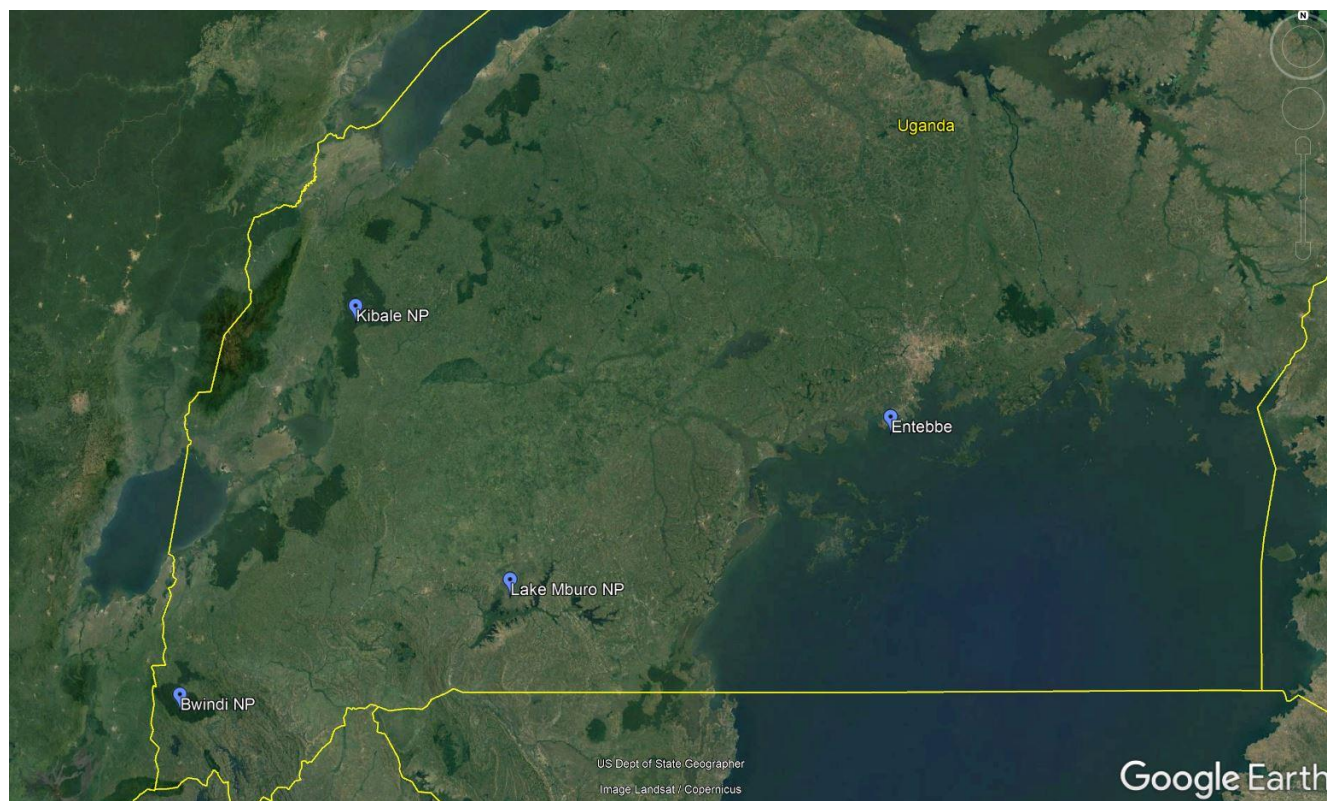 N
Uganda
Kibale NP
Entebbe
Lake Mburo NP
Bwindi NP
US Dept of State Geographer
Image Landsat / Copernicus
Google Earth